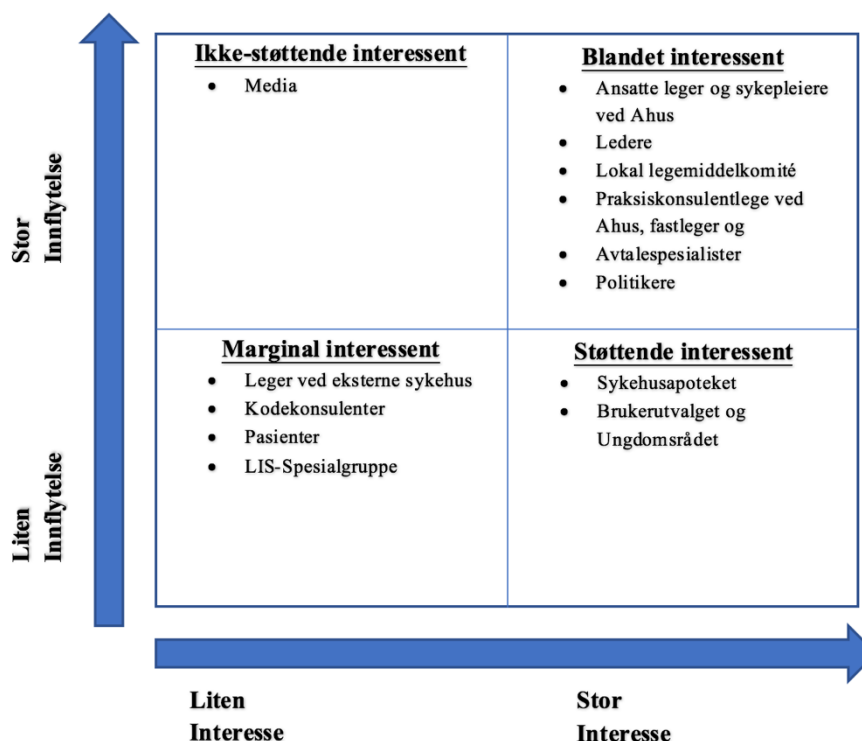 Stor
Innflytelse
Liten
Innflytelse
Ikke-støttende interessent
• Media
Blandet interessent
• Ansatte leger og sykepleiere
ved Ahus
• Ledere
• Lokal legemiddelkomité
• Praksiskonsulentlege ved
Ahus, fastleger og
• Avtalespesialister
• Politikere
Marginal interessent
• Leger ved eksterne sykehus
• Kodekonsulenter
• Pasienter
• LIS-Spesialgruppe
Støttende interessent
• Sykehusapoteket
• Brukerutvalget og
Ungdomsrådet
Liten
Interesse
Stor
Interesse